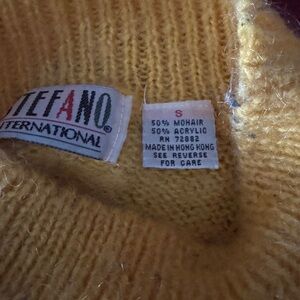 TEFANO®
TERNATIONAL
S
50% MOHAIR
50% ACRYLIC
RN 72882
MADE IN HONG KONG
SEE REVERSE
FOR CARE